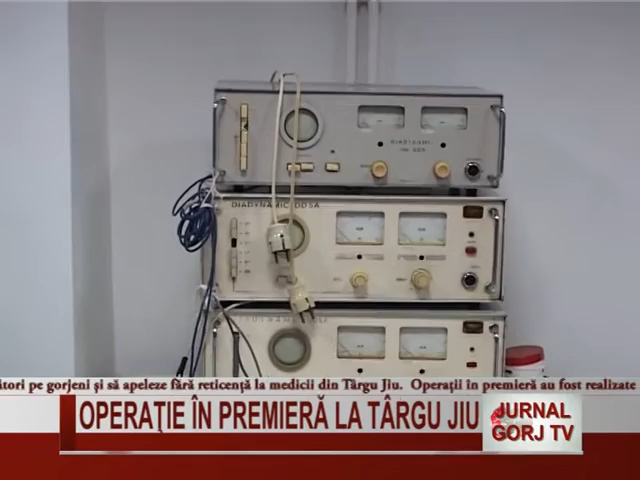 DIADYNAMIC DD5A
ători pe gorjeni și să apeleze fără reticență la medicii din Târgu Jiu. Operații în premieră au fost realizate
OPERAȚIE ÎN PREMIERĂ LA TÂRGU JIU
JURNAL
GORJ TV